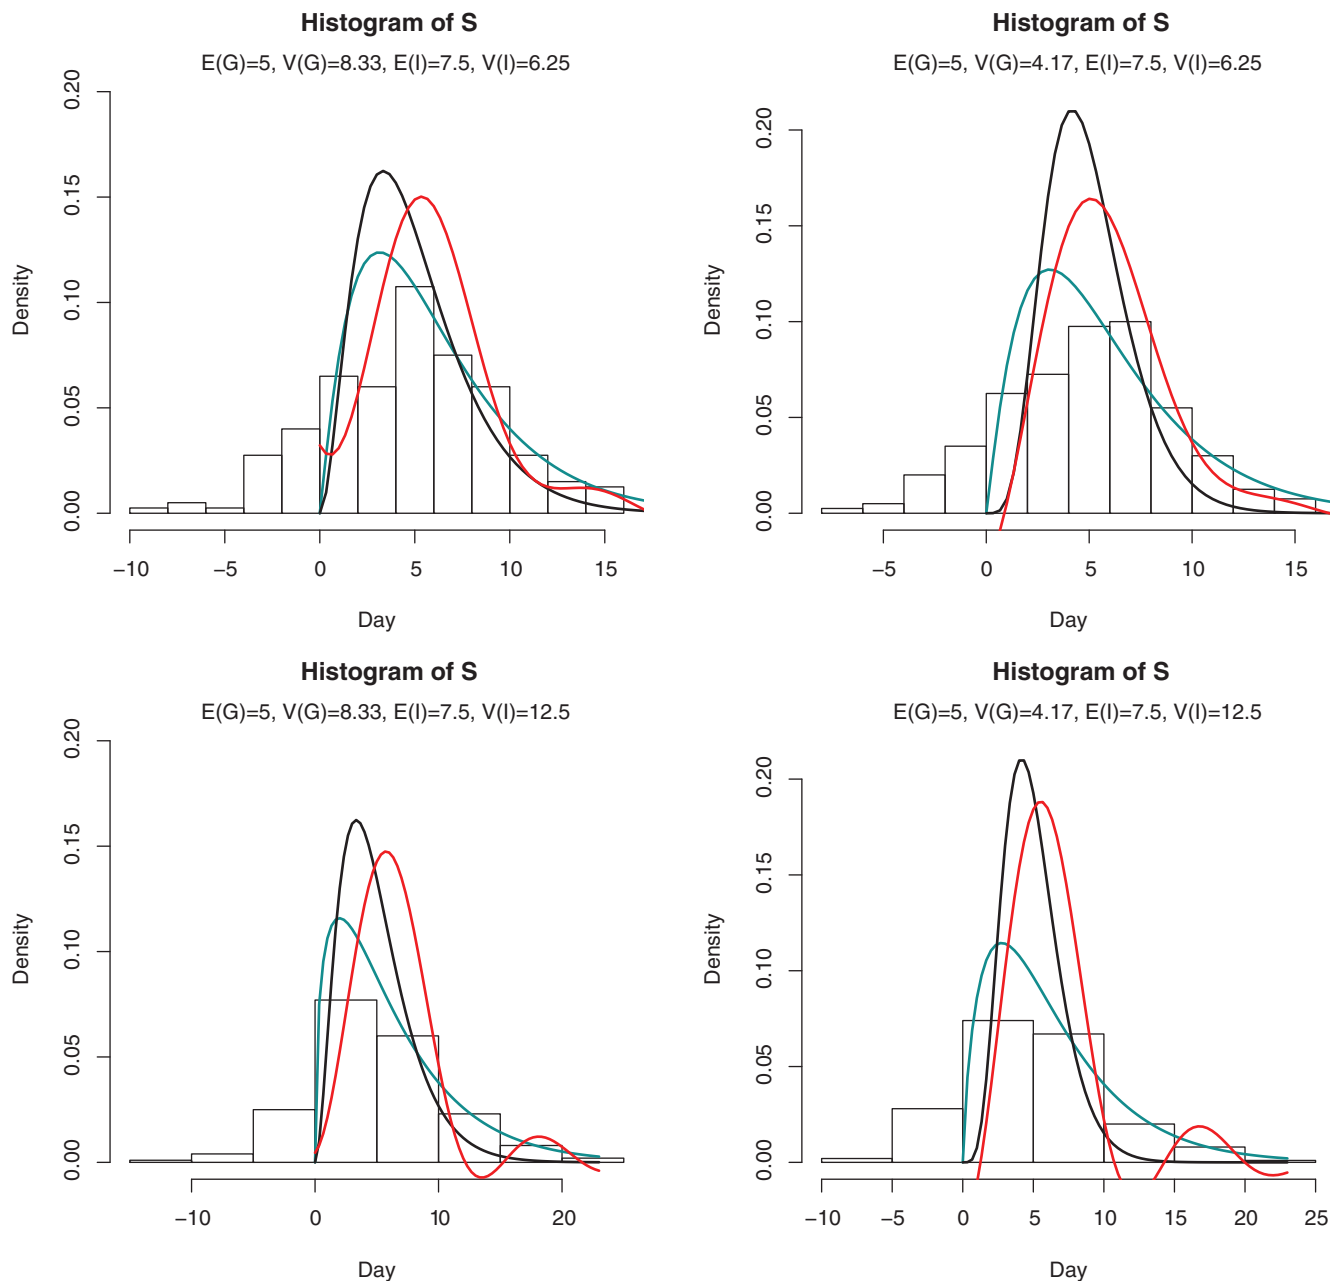 Histogram of S
E(G)=5, V(G)=8.33, E(I)=7.5, V(I)=6.25
0.20
0.15
0.10
0.05
0.00
Density
−10 −5 0 5 10 15
Day
Histogram of S
E(G)=5, V(G)=4.17, E(I)=7.5, V(I)=6.25
0.20
0.15
0.10
0.05
0.00
Density
−5 0 5 10 15
Day
Histogram of S
E(G)=5, V(G)=8.33, E(I)=7.5, V(I)=12.5
0.20
0.15
0.10
0.05
0.00
Density
−10 0 10 20
Day
Histogram of S
E(G)=5, V(G)=4.17, E(I)=7.5, V(I)=12.5
0.20
0.15
0.10
0.05
0.00
Density
−10 −5 0 5 10 15 20 25
Day